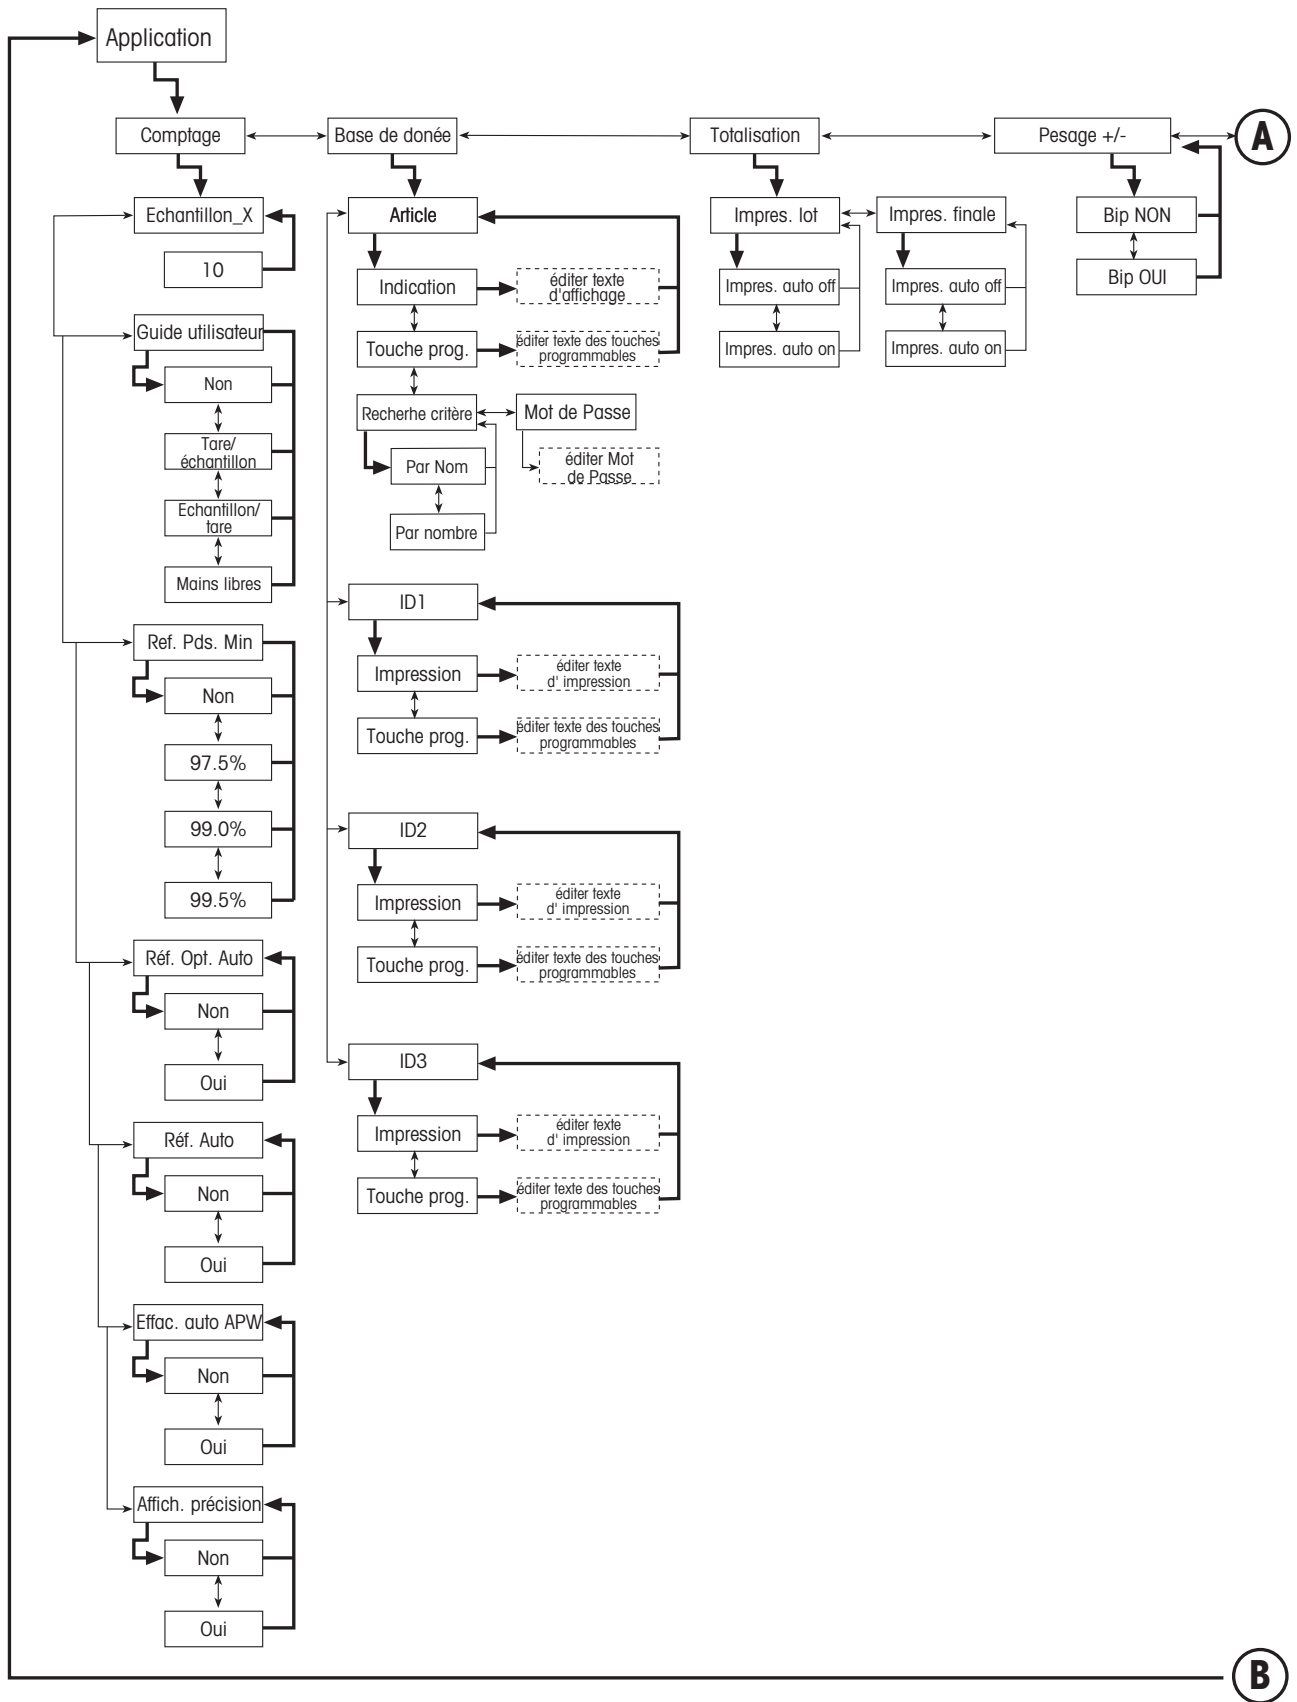 Application
Comptage
Base de donée
Totalisation
Pesage +/-
A
Echantillon_X
10
Guide utilisateur
Non
Tare/
échantillon
Echantillon/
tare
Mains libres
Ref. Pds. Min
Non
97.5%
99.0%
99.5%
Réf. Opt. Auto
Non
Oui
Réf. Auto
Non
Oui
Effac. auto APW
Non
Oui
Affich. précision
Non
Oui
Article
Indication
éditer texte
d'affichage
Touche prog.
éditer texte des touches
programmables
Recherhe critère
Mot de Passe
Par Nom
éditer Mot
de Passe
Par nombre
ID1
Impression
éditer texte
d' impression
Touche prog.
éditer texte des touches
programmables
ID2
Impression
éditer texte
d' impression
Touche prog.
éditer texte des touches
programmables
ID3
Impression
éditer texte
d' impression
Touche prog.
éditer texte des touches
programmables
Impres. lot
Impres. auto off
Impres. auto on
Impres. finale
Impres. auto off
Impres. auto on
Bip NON
Bip OUI
B